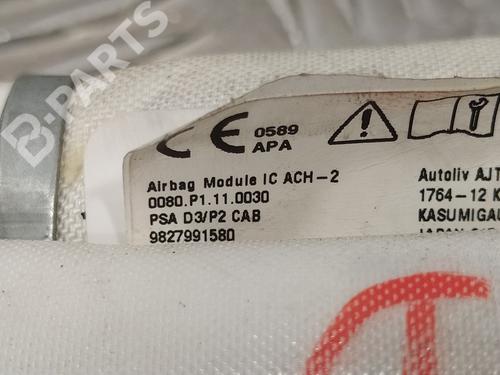 B-PARTS
CE 0589
APA
Airbag Module IC ACH-2
0080.P1.11.0030
PSA D3/P2 CAB
9827991580
Autoliv AJT
1764-12 K
KASUMIGAU